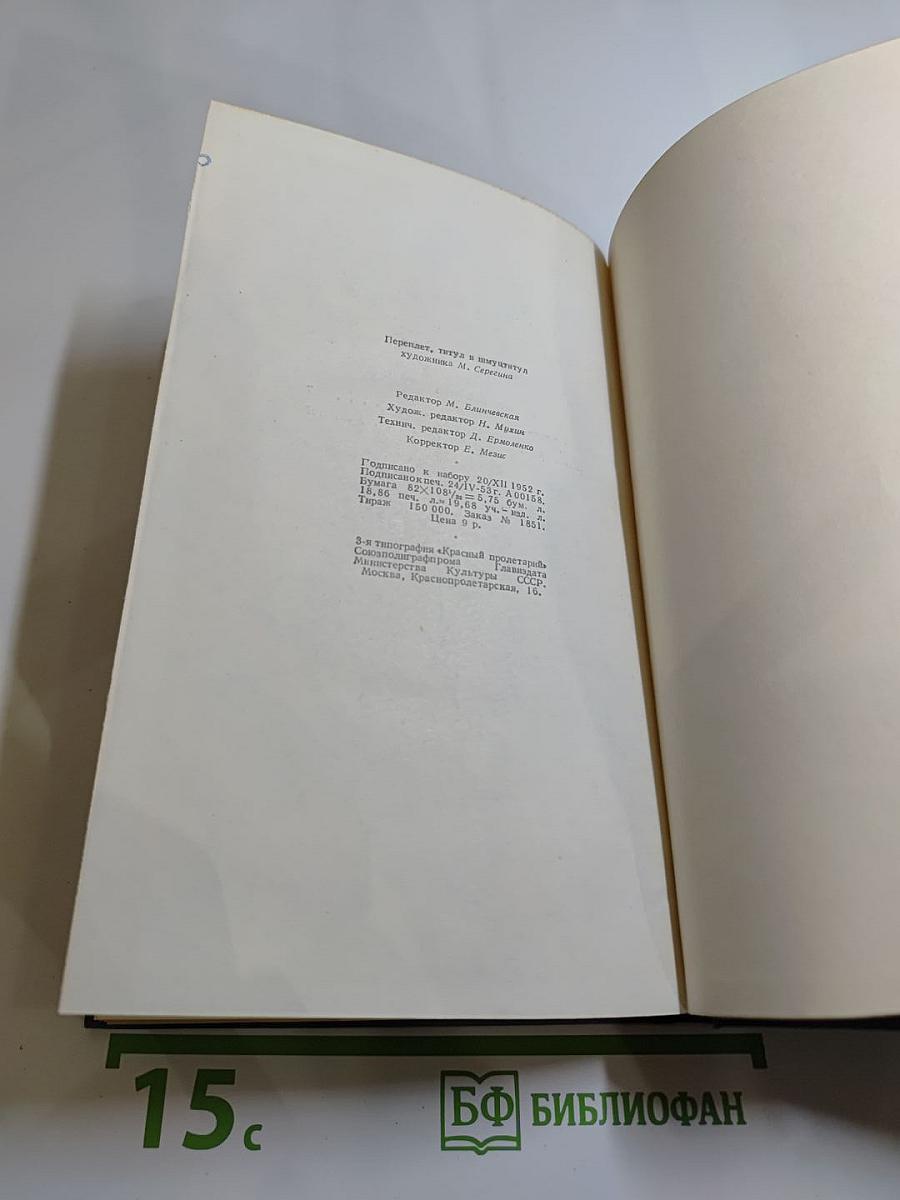 Переплет, титул и шмуцтитул
художника М. Серегина
Редактор М. Блинчевская
Худож. редактор Н. Мухин
Технич. редактор Д. Ермоленко
Корректор Е. Мезис
Подписано к набору 20/XII 1952 г.
Подписано к печ. 24/IV-53 г. А 00158.
Бумага 82×108¹/₃₂ = 5,75 бум. л.
18,86 печ. л. = 19,68 уч.-изд. л.
Тираж 150 000. Заказ № 1851.
Цена 9 р.
3-я типография «Красный пролетарий»
Союзполиграфпрома Главиздата
Министерства Культуры СССР.
Москва, Краснопролетарская, 16.
15 с
БФ БИБЛИОФАН